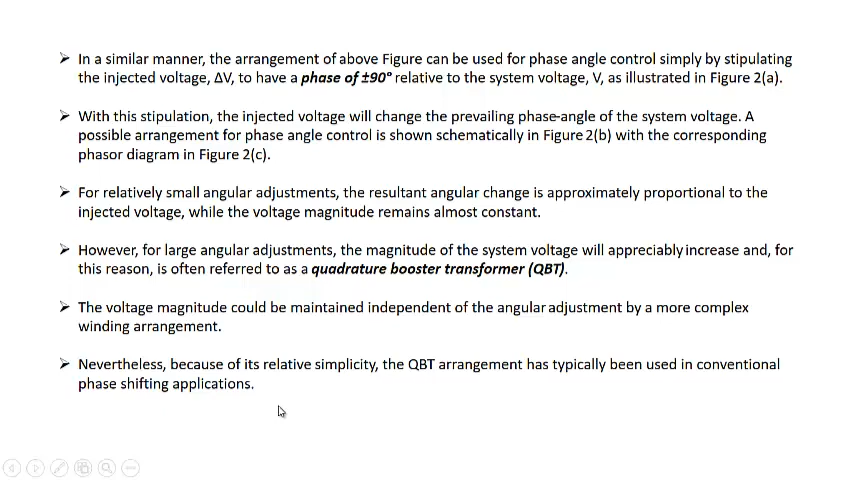 ➢ In a similar manner, the arrangement of above Figure can be used for phase angle control simply by stipulating
the injected voltage, ΔV, to have a phase of ±90° relative to the system voltage, V, as illustrated in Figure 2(a).
➢ With this stipulation, the injected voltage will change the prevailing phase-angle of the system voltage. A
possible arrangement for phase angle control is shown schematically in Figure 2(b) with the corresponding
phasor diagram in Figure 2(c).
➢ For relatively small angular adjustments, the resultant angular change is approximately proportional to the
injected voltage, while the voltage magnitude remains almost constant.
➢ However, for large angular adjustments, the magnitude of the system voltage will appreciably increase and, for
this reason, is often referred to as a quadrature booster transformer (QBT).
➢ The voltage magnitude could be maintained independent of the angular adjustment by a more complex
winding arrangement.
➢ Nevertheless, because of its relative simplicity, the QBT arrangement has typically been used in conventional
phase shifting applications.